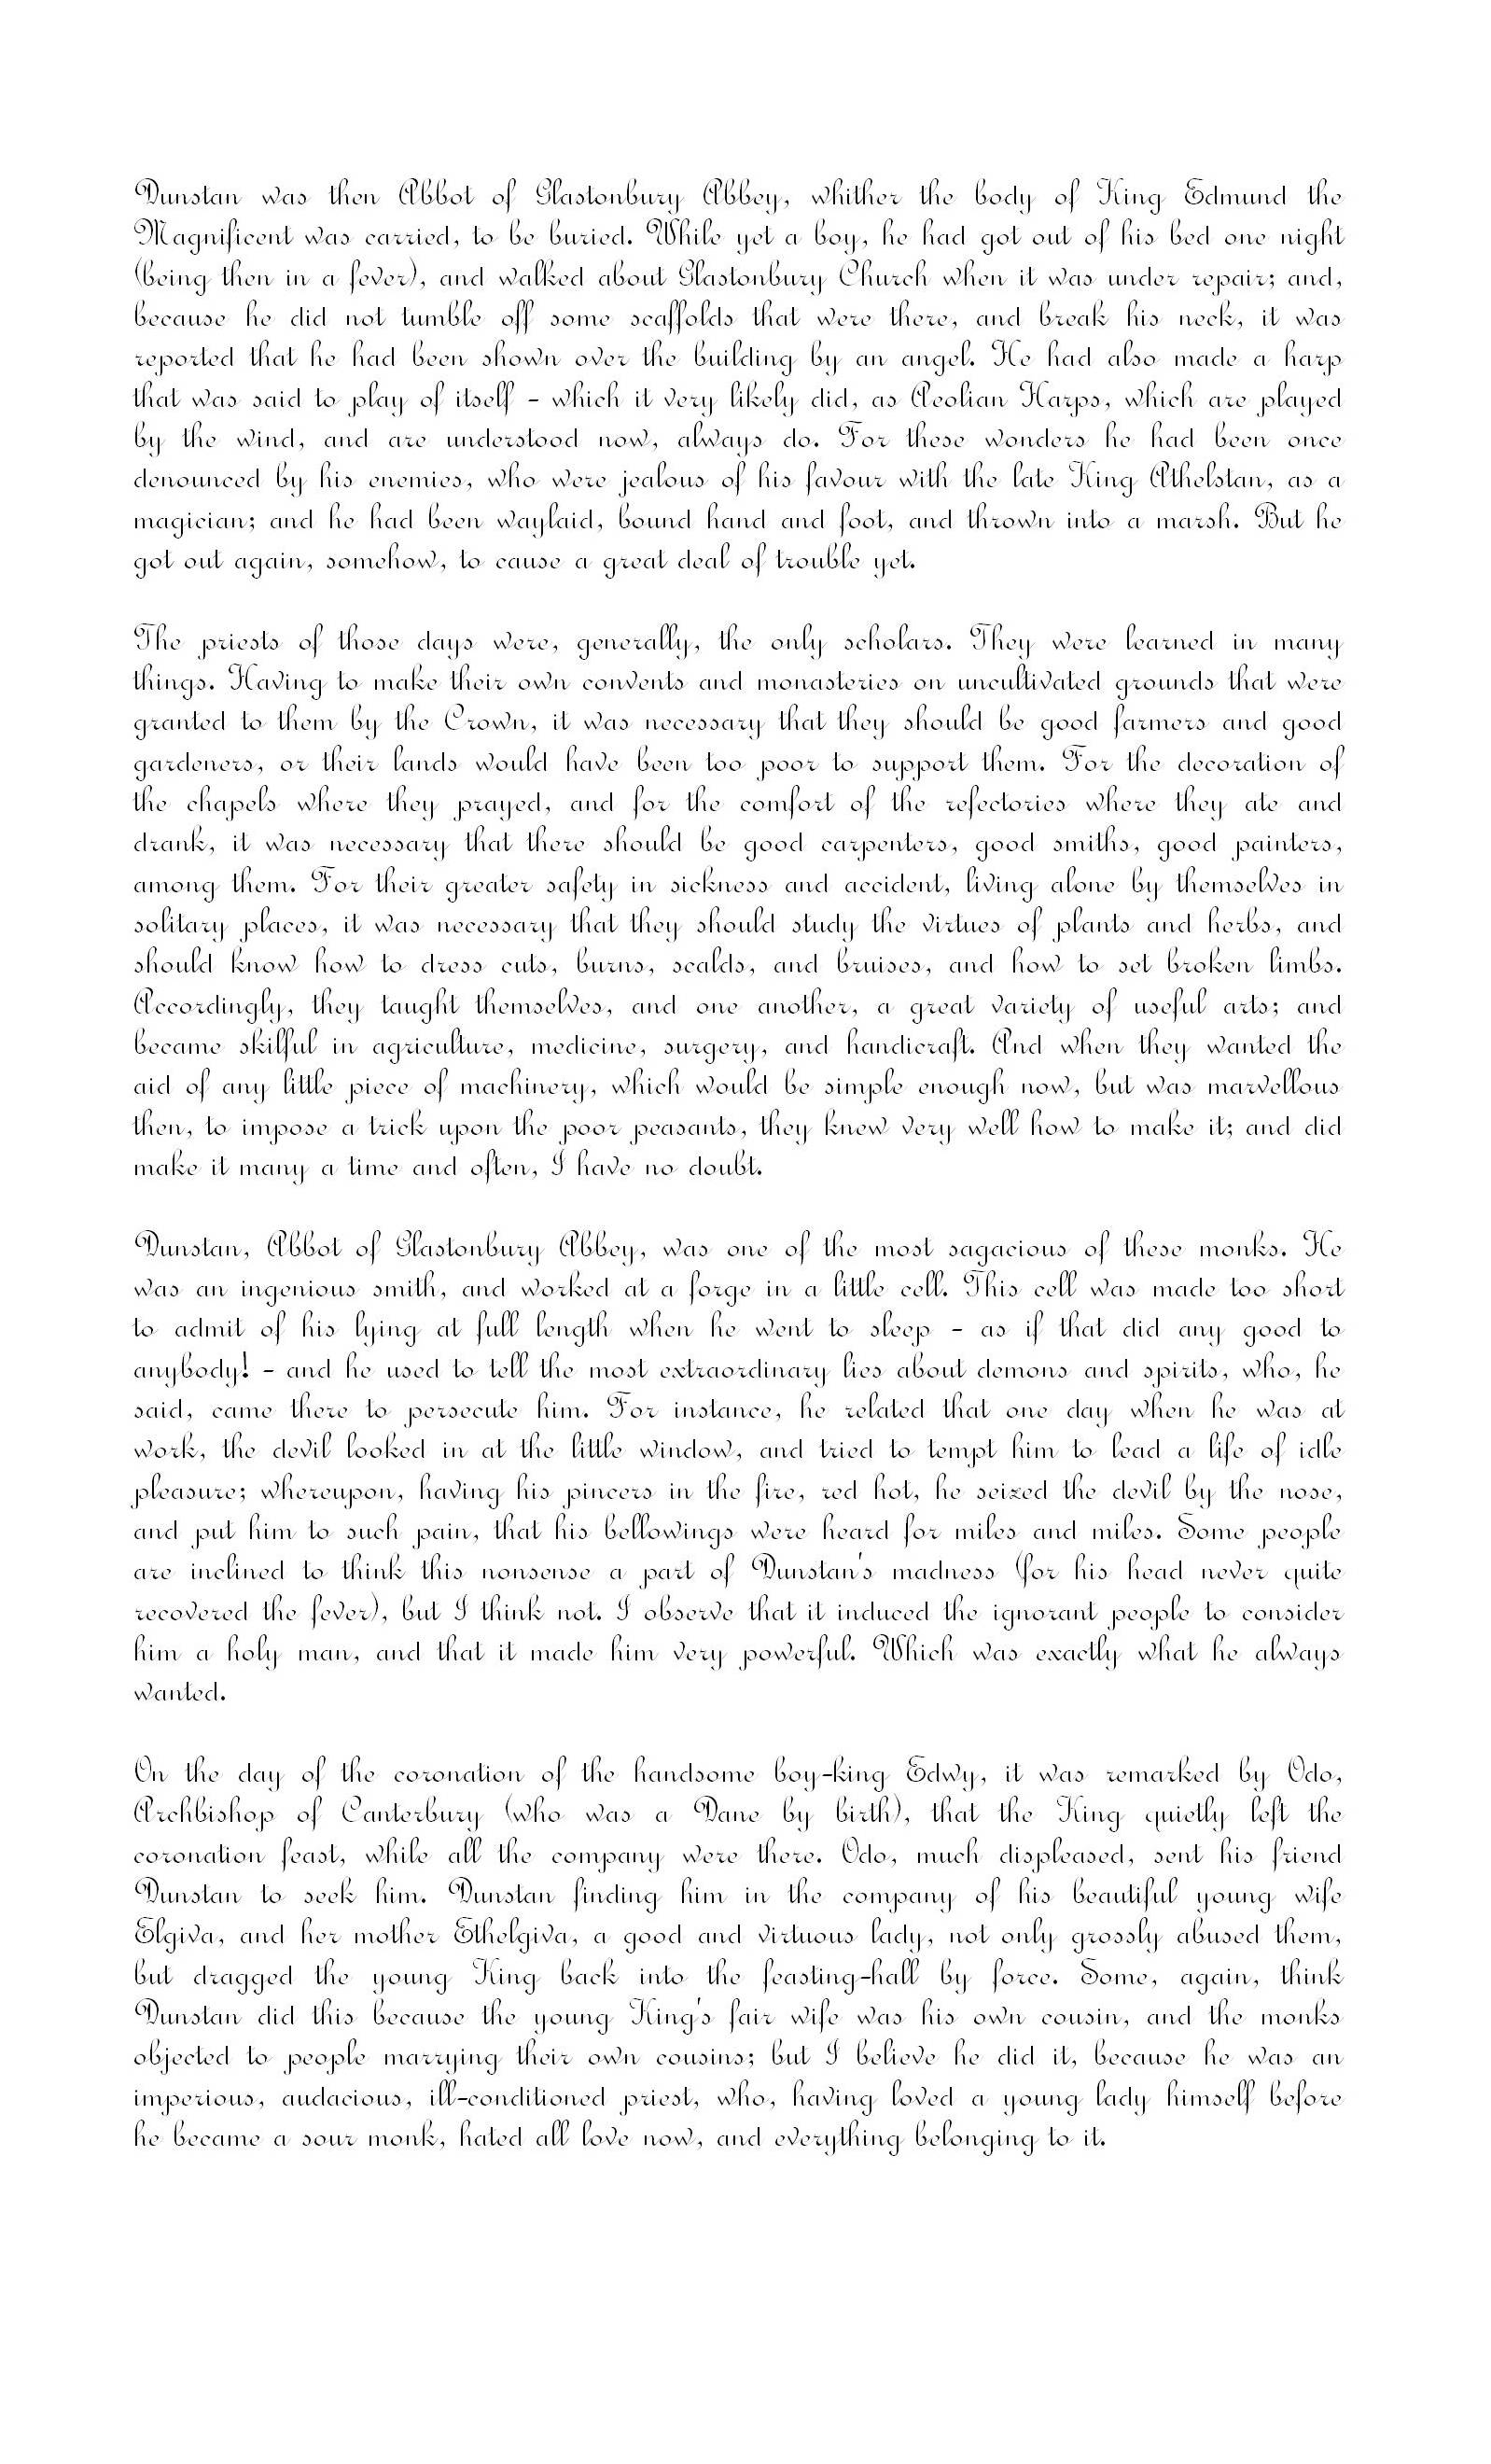 Dunstan was then Abbot of Glastonbury Abbey, whither the body of King Edmund the
Magnificent was carried, to be buried. While yet a boy, he had got out of his bed one night
(being then in a fever), and walked about Glastonbury Church when it was under repair; and,
because he did not tumble off some scaffolds that were there, and break his neck, it was
reported that he had been shown over the building by an angel. He had also made a harp
that was said to play of itself - which it very likely did, as Aeolian Harps, which are played
by the wind, and are understood now, always do. For these wonders he had been once
denounced by his enemies, who were jealous of his favour with the late King Athelstan, as a
magician; and he had been waylaid, bound hand and foot, and thrown into a marsh. But he
got out again, somehow, to cause a great deal of trouble yet.

The priests of those days were, generally, the only scholars. They were learned in many
things. Having to make their own convents and monasteries on uncultivated grounds that were
granted to them by the Crown, it was necessary that they should be good farmers and good
gardeners, or their lands would have been too poor to support them. For the decoration of
the chapels where they prayed, and for the comfort of the refectories where they ate and
drank, it was necessary that there should be good carpenters, good smiths, good painters,
among them. For their greater safety in sickness and accident, living alone by themselves in
solitary places, it was necessary that they should study the virtues of plants and herbs, and
should know how to dress cuts, burns, scalds, and bruises, and how to set broken limbs.
Accordingly, they taught themselves, and one another, a great variety of useful arts; and
became skilful in agriculture, medicine, surgery, and handicraft. And when they wanted the
aid of any little piece of machinery, which would be simple enough now, but was marvellous
then, to impose a trick upon the poor peasants, they knew very well how to make it; and did
make it many a time and often, I have no doubt.

Dunstan, Abbot of Glastonbury Abbey, was one of the most sagacious of these monks. He
was an ingenious smith, and worked at a forge in a little cell. This cell was made too short
to admit of his lying at full length when he went to sleep - as if that did any good to
anybody! - and he used to tell the most extraordinary lies about demons and spirits, who, he
said, came there to persecute him. For instance, he related that one day when he was at
work, the devil looked in at the little window, and tried to tempt him to lead a life of idle
pleasure; whereupon, having his pincers in the fire, red hot, he seized the devil by the nose,
and put him to such pain, that his bellowings were heard for miles and miles. Some people
are inclined to think this nonsense a part of Dunstan's madness (for his head never quite
recovered the fever), but I think not. I observe that it induced the ignorant people to consider
him a holy man, and that it made him very powerful. Which was exactly what he always
wanted.

On the day of the coronation of the handsome boy-king Edwy, it was remarked by Odo,
Archbishop of Canterbury (who was a Dane by birth), that the King quietly left the
coronation feast, while all the company were there. Odo, much displeased, sent his friend
Dunstan to seek him. Dunstan finding him in the company of his beautiful young wife
Elgiva, and her mother Ethelgiva, a good and virtuous lady, not only grossly abused them,
but dragged the young King back into the feasting-hall by force. Some, again, think
Dunstan did this because the young King's fair wife was his own cousin, and the monks
objected to people marrying their own cousins; but I believe he did it, because he was an
imperious, audacious, ill-conditioned priest, who, having loved a young lady himself before
he became a sour monk, hated all love now, and everything belonging to it.